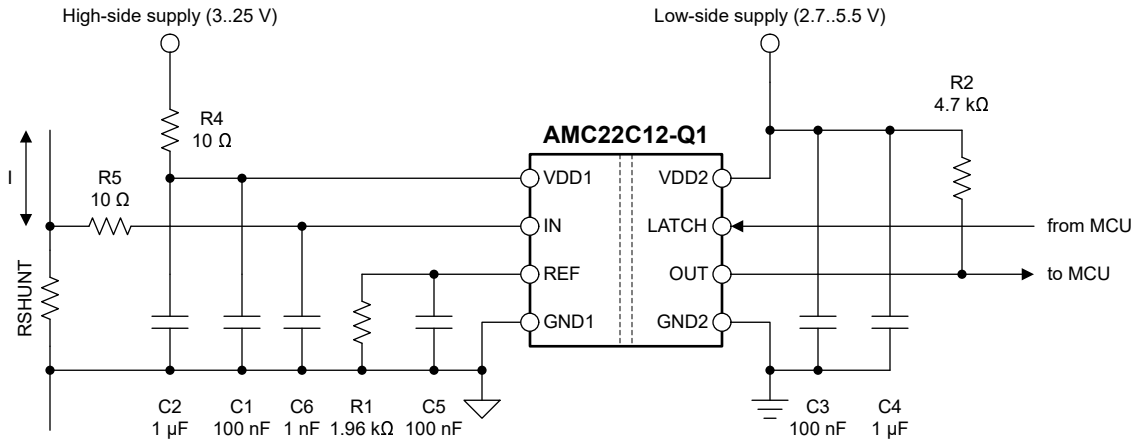 High-side supply (3..25 V)
Low-side supply (2.7..5.5 V)
R2
4.7 kΩ
R4
10 Ω
AMC22C12-Q1
I
R5
10 Ω
VDD1
VDD2
IN
LATCH
from MCU
RSHUNT
REF
OUT
to MCU
GND1
GND2
C2
1 µF
C1
100 nF
C6
1 nF
R1
1.96 kΩ
C5
100 nF
C3
100 nF
C4
1 µF